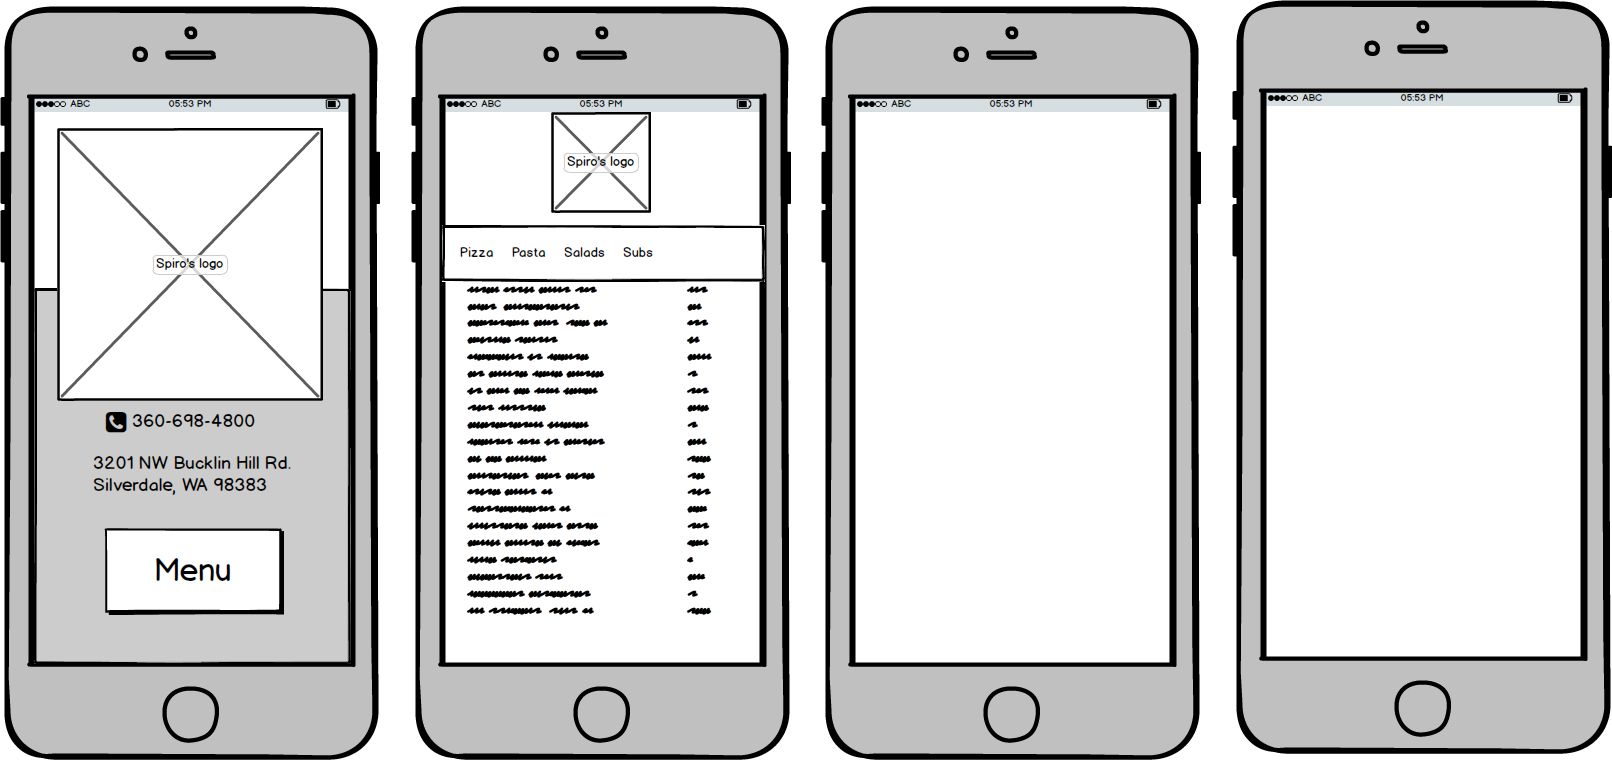 ABC 05:53 PM
Spiro's logo
360-698-4800
3201 NW Bucklin Hill Rd.
Silverdale, WA 98383
Menu
ABC 05:53 PM
Spiro's logo
Pizza Pasta Salads Subs
ABC 05:53 PM
ABC 05:53 PM